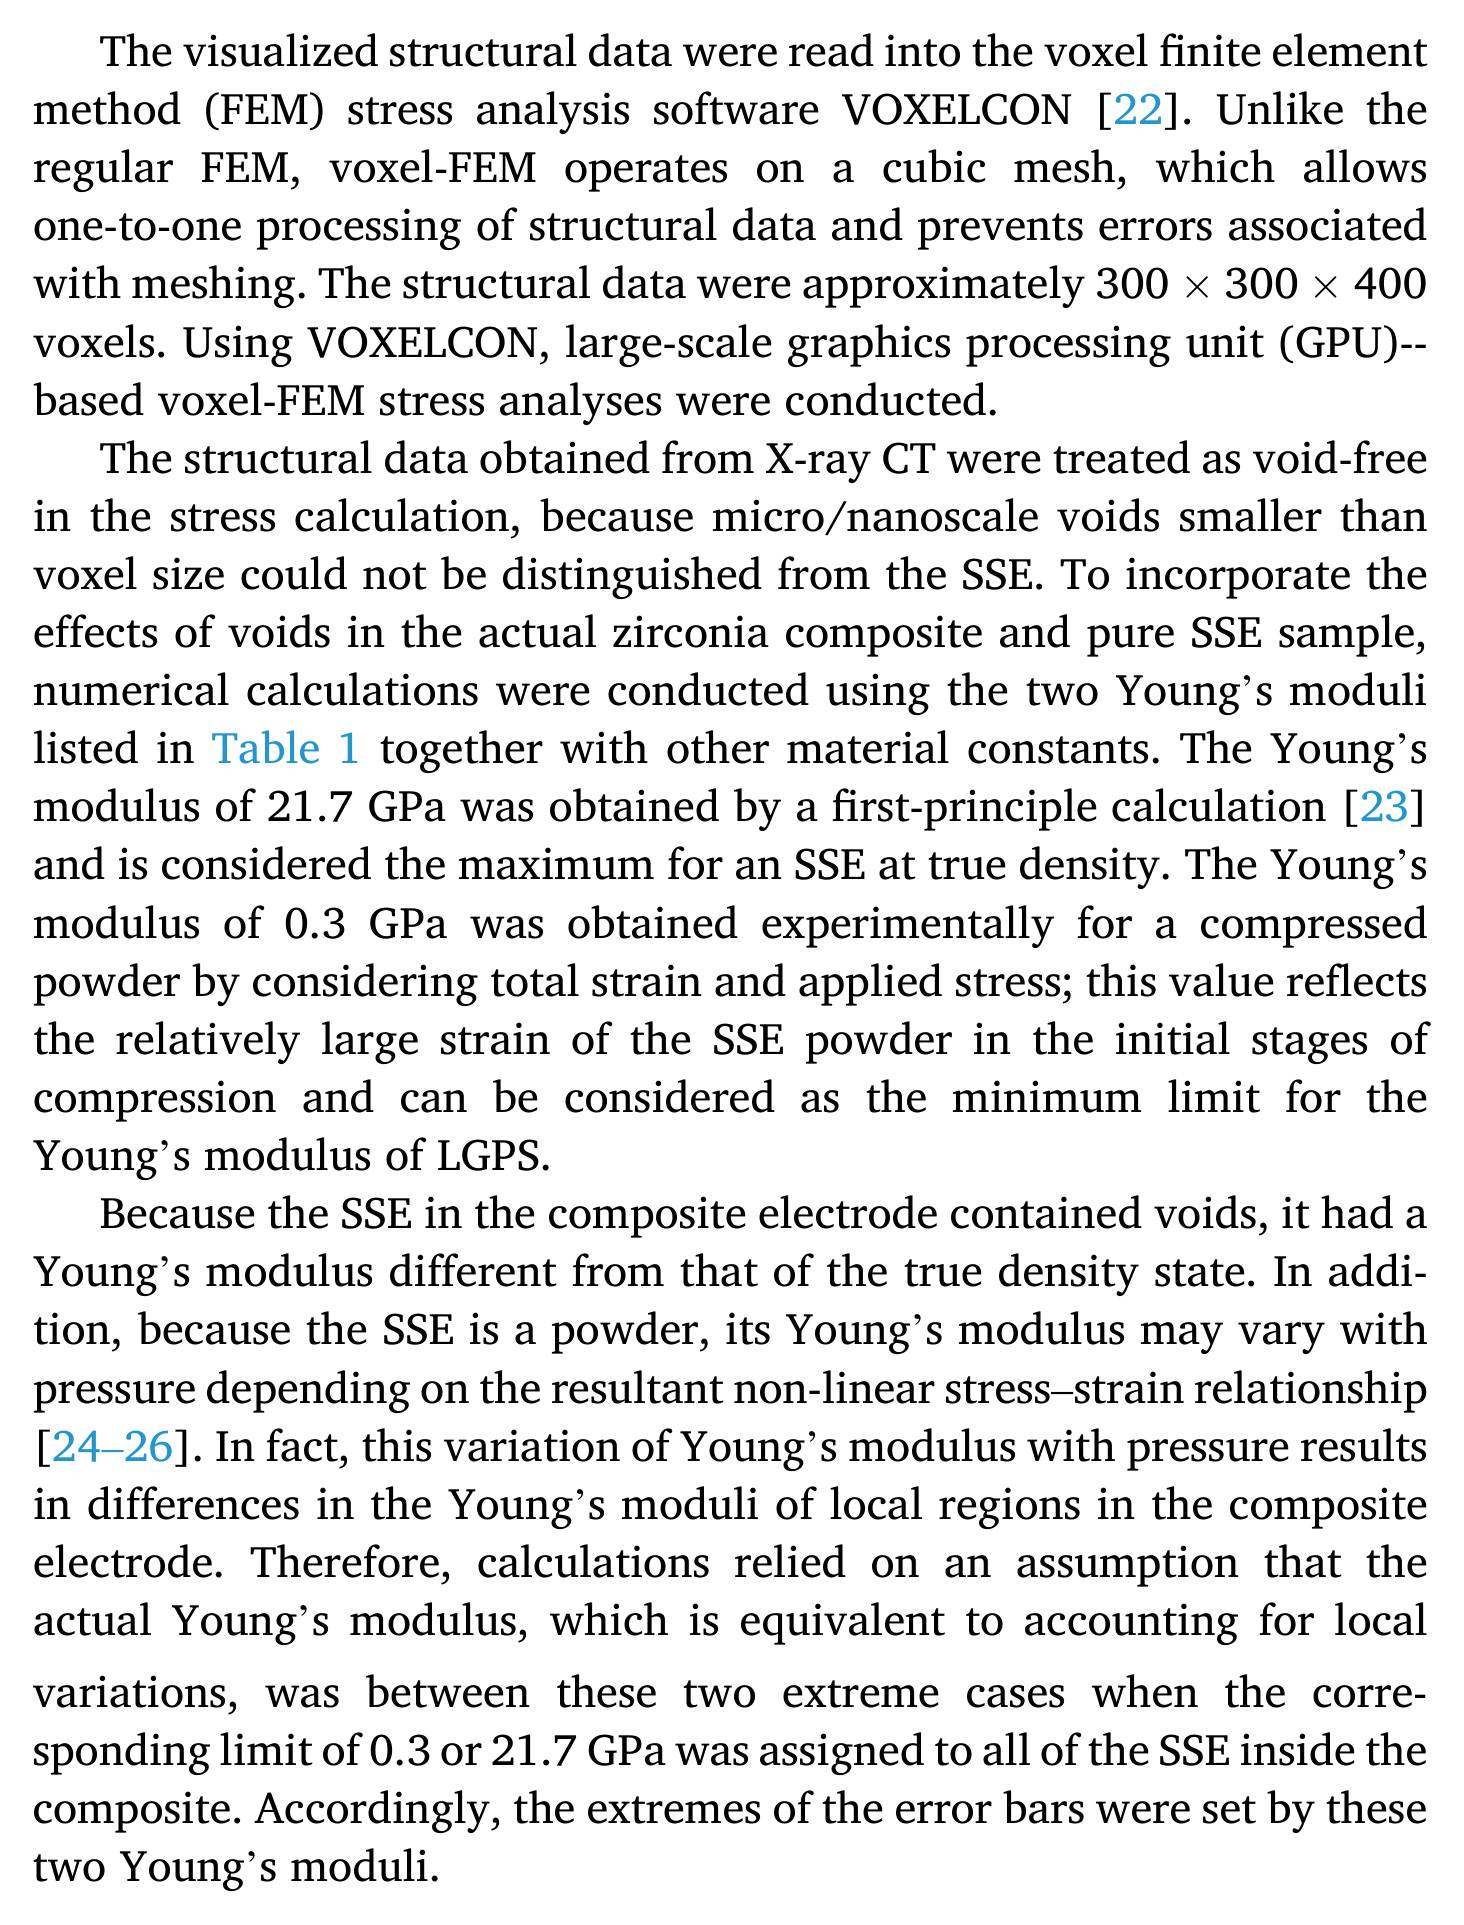 The visualized structural data were read into the voxel finite element
method (FEM) stress analysis software VOXELCON [22]. Unlike the
regular FEM, voxel-FEM operates on a cubic mesh, which allows
one-to-one processing of structural data and prevents errors associated
with meshing. The structural data were approximately 300 × 300 × 400
voxels. Using VOXELCON, large-scale graphics processing unit (GPU)--
based voxel-FEM stress analyses were conducted.
The structural data obtained from X-ray CT were treated as void-free
in the stress calculation, because micro/nanoscale voids smaller than
voxel size could not be distinguished from the SSE. To incorporate the
effects of voids in the actual zirconia composite and pure SSE sample,
numerical calculations were conducted using the two Young’s moduli
listed in Table 1 together with other material constants. The Young’s
modulus of 21.7 GPa was obtained by a first-principle calculation [23]
and is considered the maximum for an SSE at true density. The Young’s
modulus of 0.3 GPa was obtained experimentally for a compressed
powder by considering total strain and applied stress; this value reflects
the relatively large strain of the SSE powder in the initial stages of
compression and can be considered as the minimum limit for the
Young’s modulus of LGPS.
Because the SSE in the composite electrode contained voids, it had a
Young’s modulus different from that of the true density state. In addi-
tion, because the SSE is a powder, its Young’s modulus may vary with
pressure depending on the resultant non-linear stress–strain relationship
[24–26]. In fact, this variation of Young’s modulus with pressure results
in differences in the Young’s moduli of local regions in the composite
electrode. Therefore, calculations relied on an assumption that the
actual Young’s modulus, which is equivalent to accounting for local
variations, was between these two extreme cases when the corre-
sponding limit of 0.3 or 21.7 GPa was assigned to all of the SSE inside the
composite. Accordingly, the extremes of the error bars were set by these
two Young’s moduli.